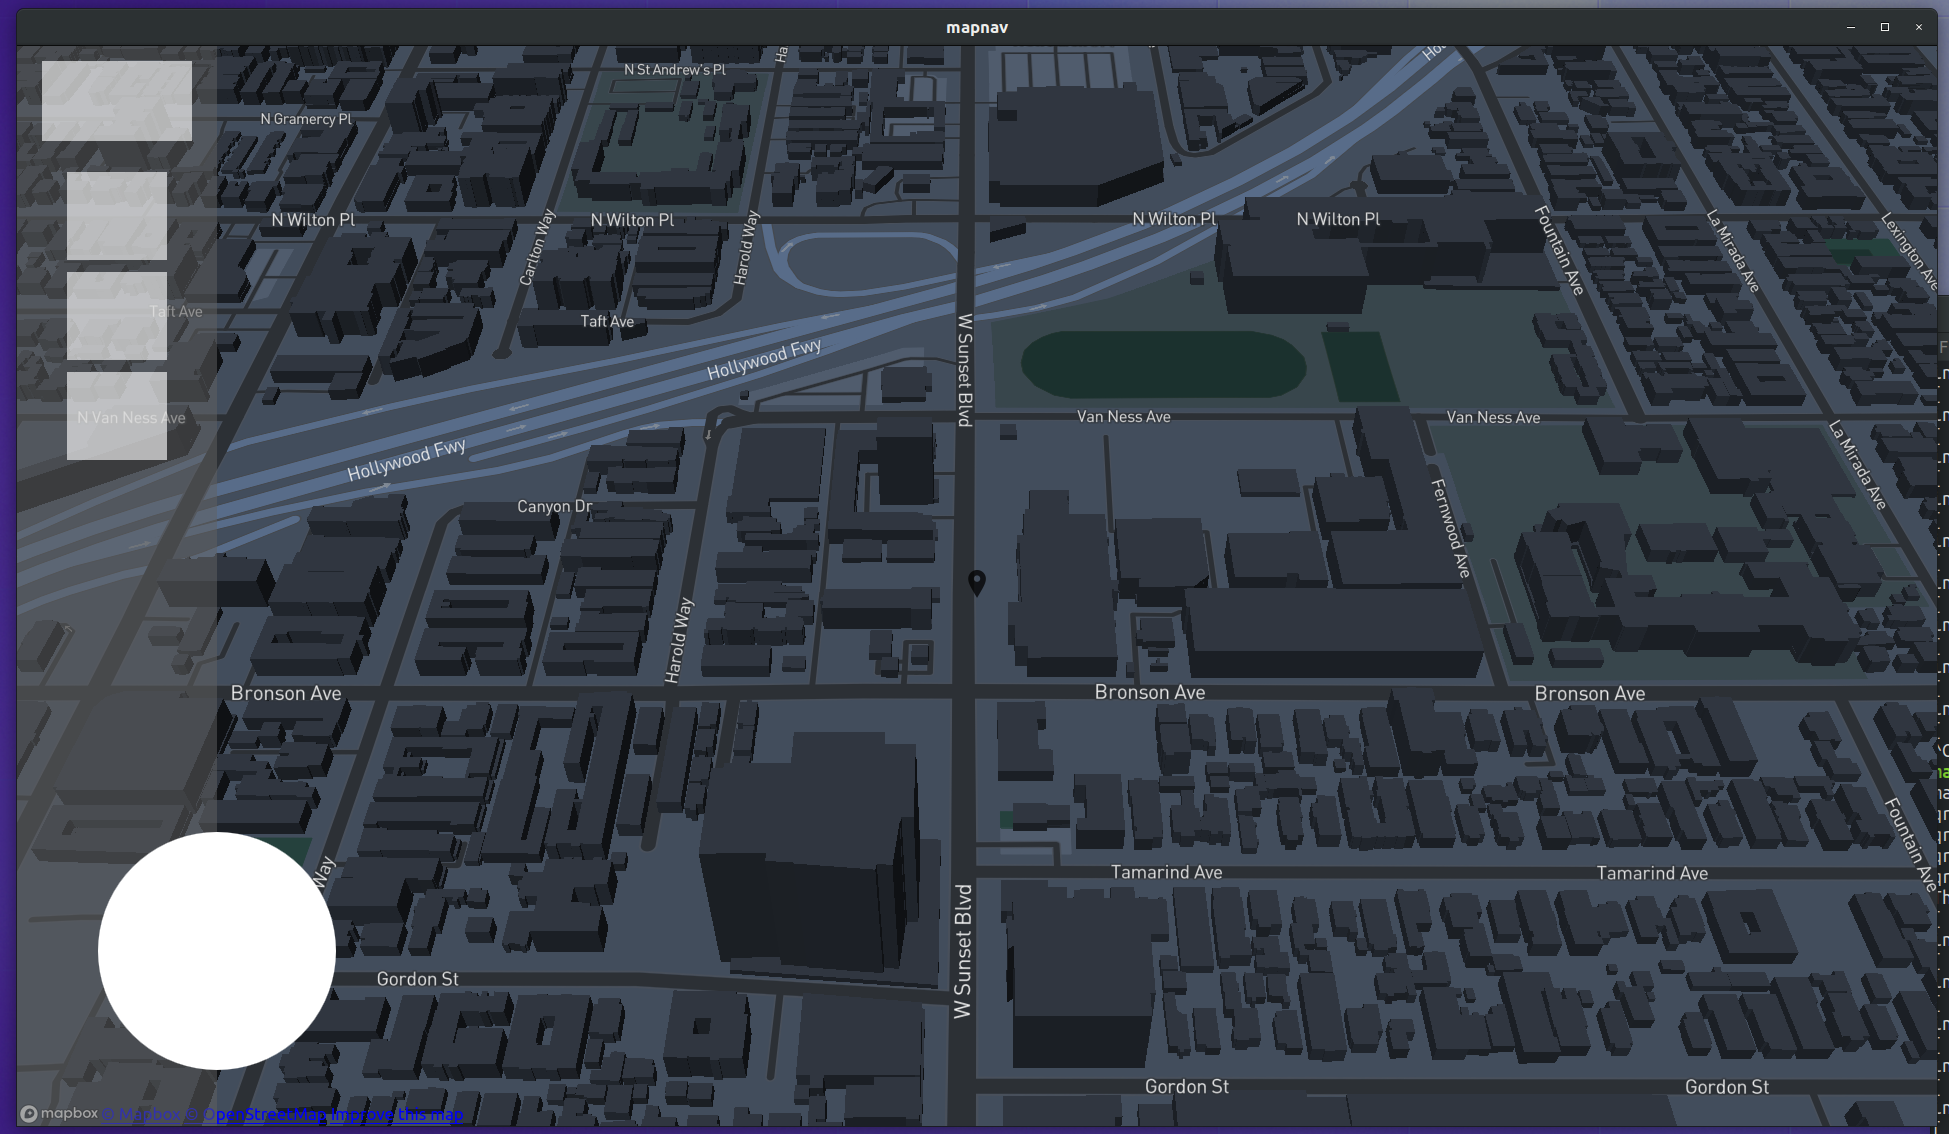 mapnav
N St Andrew's Pl
N Gramercy Pl
N Wilton Pl
N Wilton Pl
N Wilton Pl
N Wilton Pl
Carlton Way
Harold Way
Fountain Ave
La Mirada Ave
Lexington Ave
Taft Ave
Taft Ave
Hollywood Fwy
W Sunset Blvd
N Van Ness Ave
Van Ness Ave
Van Ness Ave
Hollywood Fwy
La Mirada Ave
Canyon Dr
Fernwood Ave
Harold Way
Bronson Ave
Bronson Ave
Bronson Ave
Fountain Ave
Way
Tamarind Ave
Tamarind Ave
W Sunset Blvd
Gordon St
Gordon St
Gordon St
mapbox © Mapbox © OpenStreetMap Improve this map